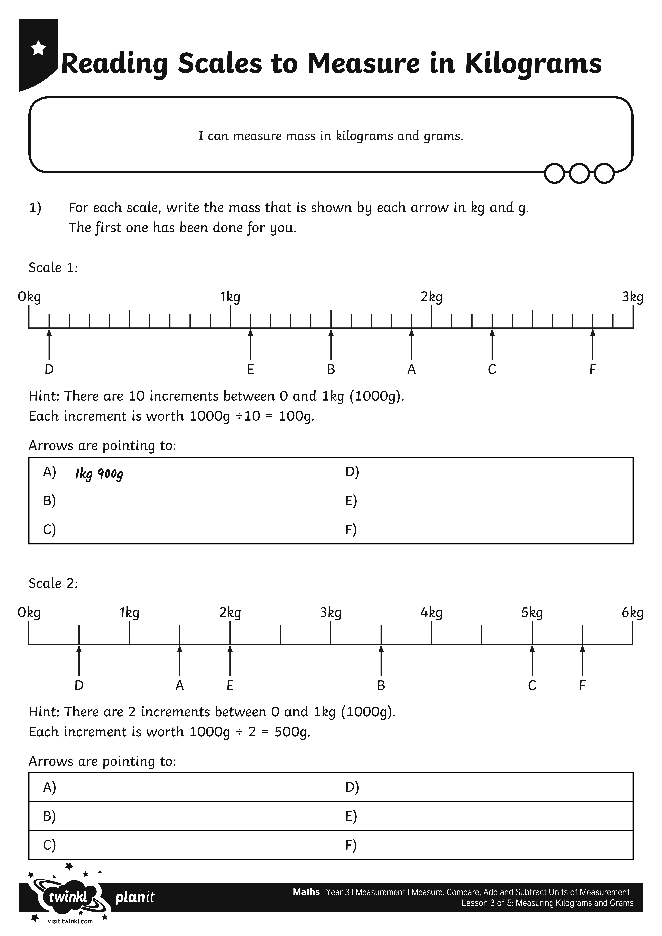 Reading Scales to Measure in Kilograms
I can measure mass in kilograms and grams.
1) For each scale, write the mass that is shown by each arrow in kg and g.
The first one has been done for you.
Scale 1:
0kg 1kg 2kg 3kg
D E B A C F
Hint: There are 10 increments between 0 and 1kg (1000g).
Each increment is worth 1000g ÷10 = 100g.
Arrows are pointing to:
A) 1kg 900g D)
B) E)
C) F)
Scale 2:
0kg 1kg 2kg 3kg 4kg 5kg 6kg
D A E B C F
Hint: There are 2 increments between 0 and 1kg (1000g).
Each increment is worth 1000g ÷ 2 = 500g.
Arrows are pointing to:
A) D)
B) E)
C) F)
twinkl planit
visit twinkl.com
Maths Year 3 | Measurement | Measure, Compare, Add and Subtract Units of Measurement
Lesson 3 of 5: Measuring Kilograms and Grams